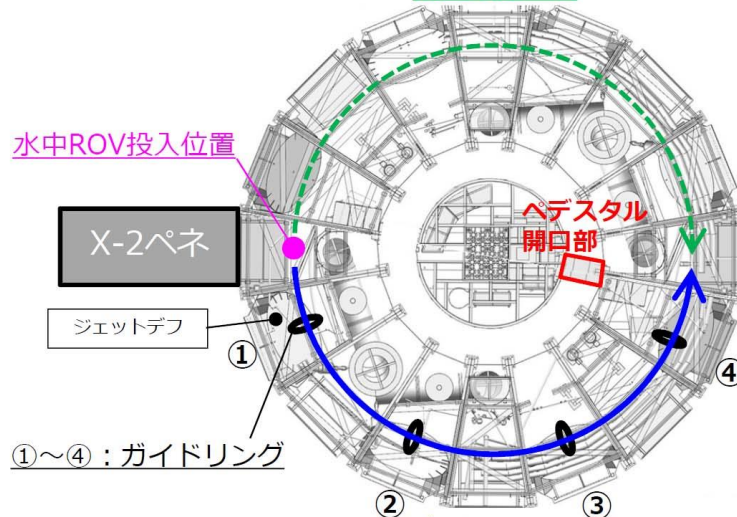 水中ROV投入位置
X-2ペネ
ペデスタル
開口部
ジェットデフ
①
④
①～④：ガイドリング
②
③